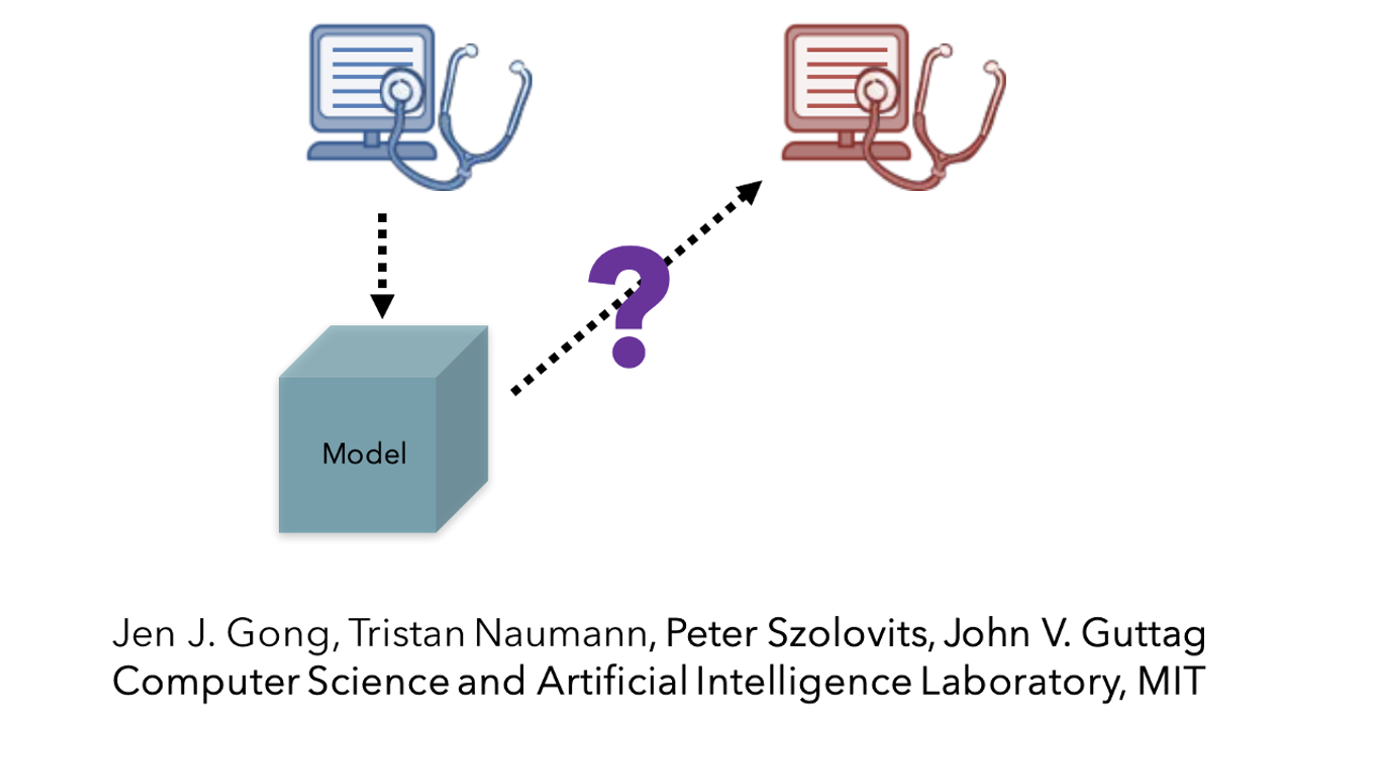 ?
Model
Jen J. Gong, Tristan Naumann, Peter Szolovits, John V. Guttag
Computer Science and Artificial Intelligence Laboratory, MIT